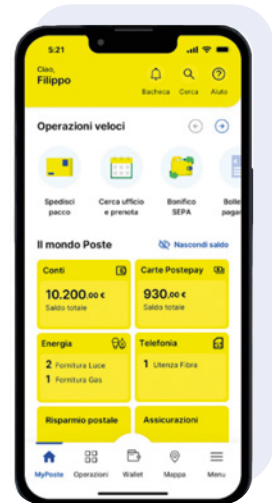 5:21
Ciao,
Filippo
Bacheca Cerca Aiuto
Operazioni veloci
Spedisci
pacco
Cerca ufficio
e prenota
Bonifico
SEPA
Il mondo Poste
Nascondi saldo
Conti
10.200,00 €
Saldo totale
Carte Postepay
930,00 €
Saldo totale
Energia
2 Fornitura Luce
1 Fornitura Gas
Telefonia
1 Utenza Fibra
Risparmio postale
Assicurazioni
MyPoste Operazioni Wallet Mappa Menu